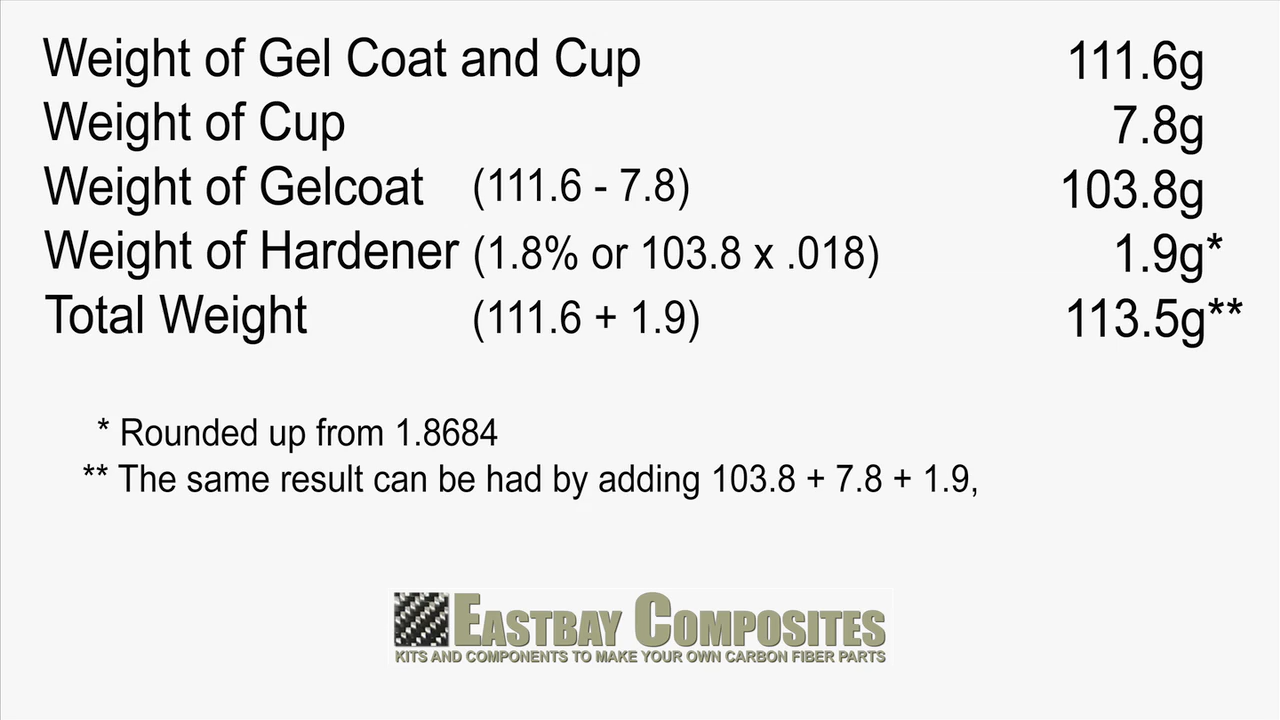 Weight of Gel Coat and Cup 111.6g
Weight of Cup 7.8g
Weight of Gelcoat (111.6 - 7.8) 103.8g
Weight of Hardener (1.8% or 103.8 x .018) 1.9g*
Total Weight (111.6 + 1.9) 113.5g**
* Rounded up from 1.8684
** The same result can be had by adding 103.8 + 7.8 + 1.9,
EASTBAY COMPOSITES
KITS AND COMPONENTS TO MAKE YOUR OWN CARBON FIBER PARTS